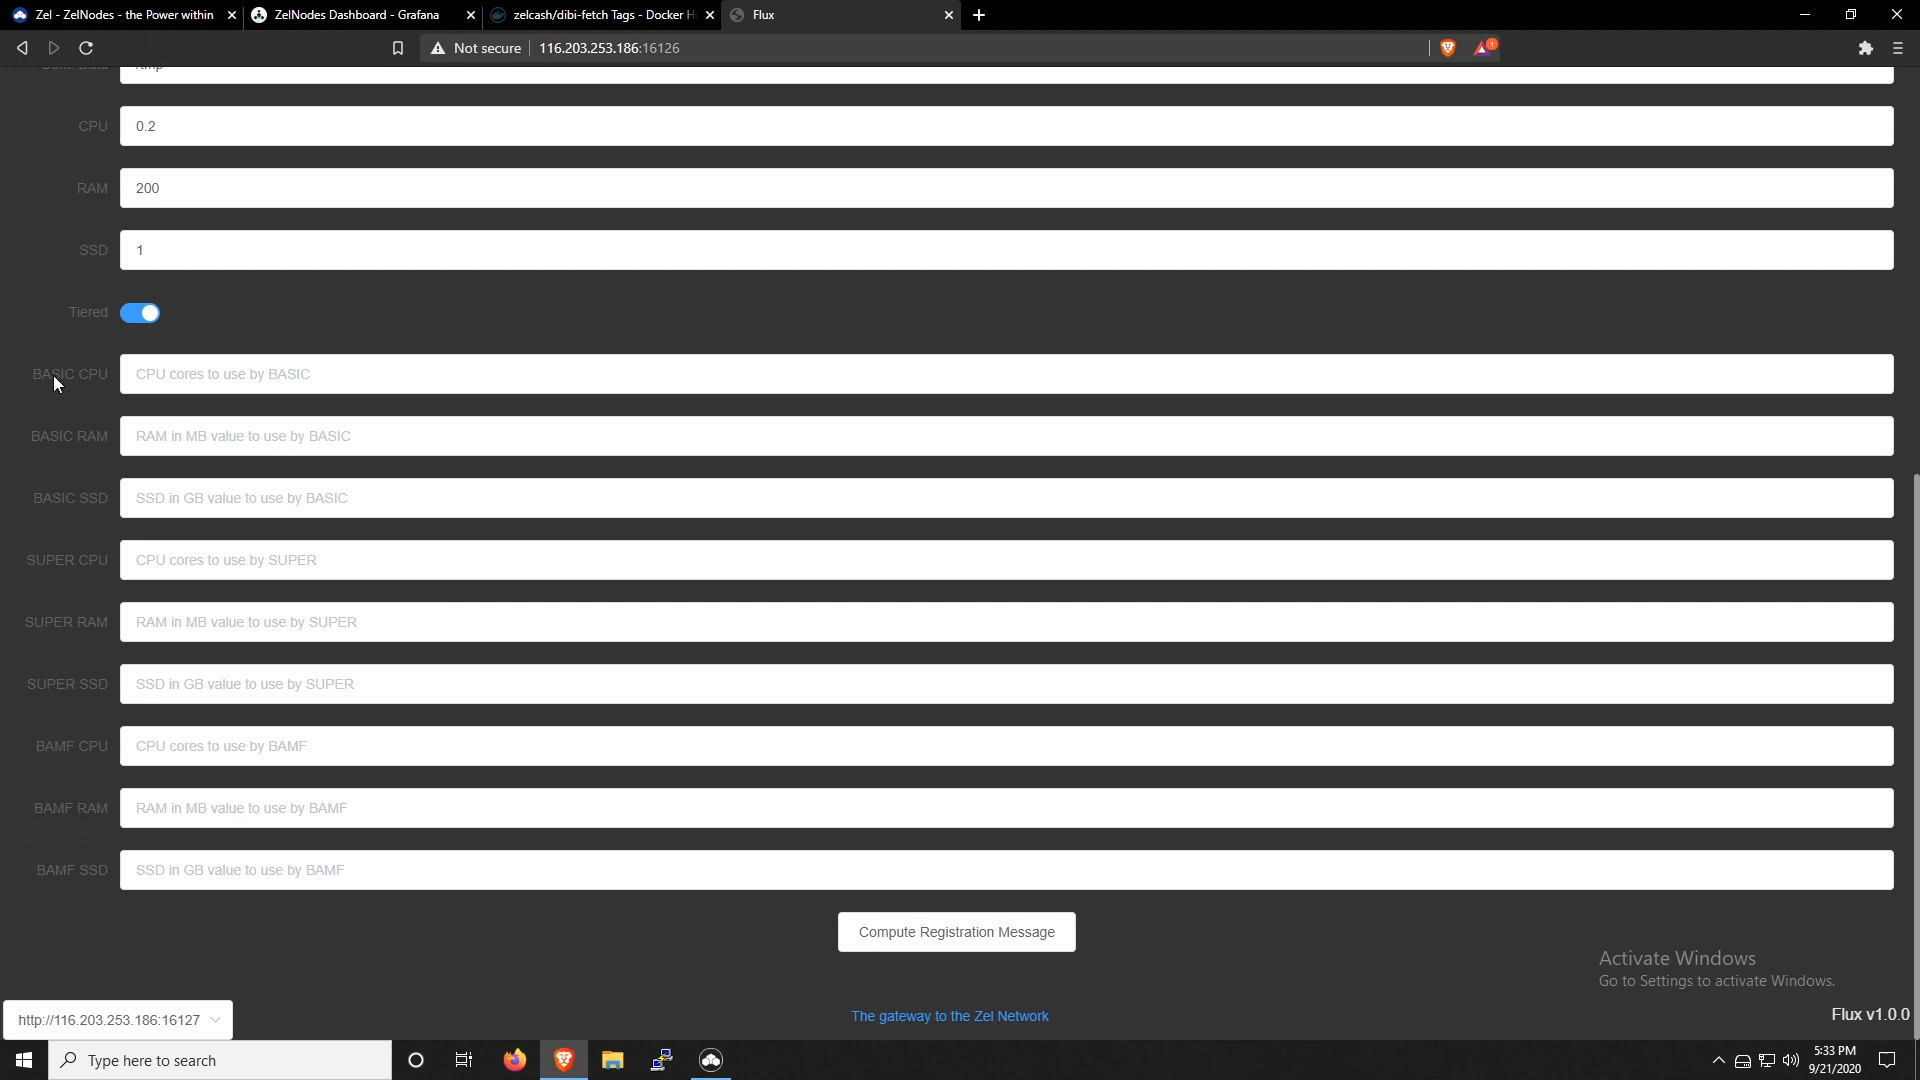 Zel - ZelNodes - the Power within
ZelNodes Dashboard - Grafana
zelcash/dibi-fetch Tags - Docker H
Flux
Not secure
116.203.253.186:16126
1
CPU
0.2
RAM
200
SSD
1
Tiered
BASIC CPU
CPU cores to use by BASIC
BASIC RAM
RAM in MB value to use by BASIC
BASIC SSD
SSD in GB value to use by BASIC
SUPER CPU
CPU cores to use by SUPER
SUPER RAM
RAM in MB value to use by SUPER
SUPER SSD
SSD in GB value to use by SUPER
BAMF CPU
CPU cores to use by BAMF
BAMF RAM
RAM in MB value to use by BAMF
BAMF SSD
SSD in GB value to use by BAMF
Compute Registration Message
Activate Windows
Go to Settings to activate Windows.
http://116.203.253.186:16127
The gateway to the Zel Network
Flux v1.0.0
Type here to search
5:33 PM
9/21/2020